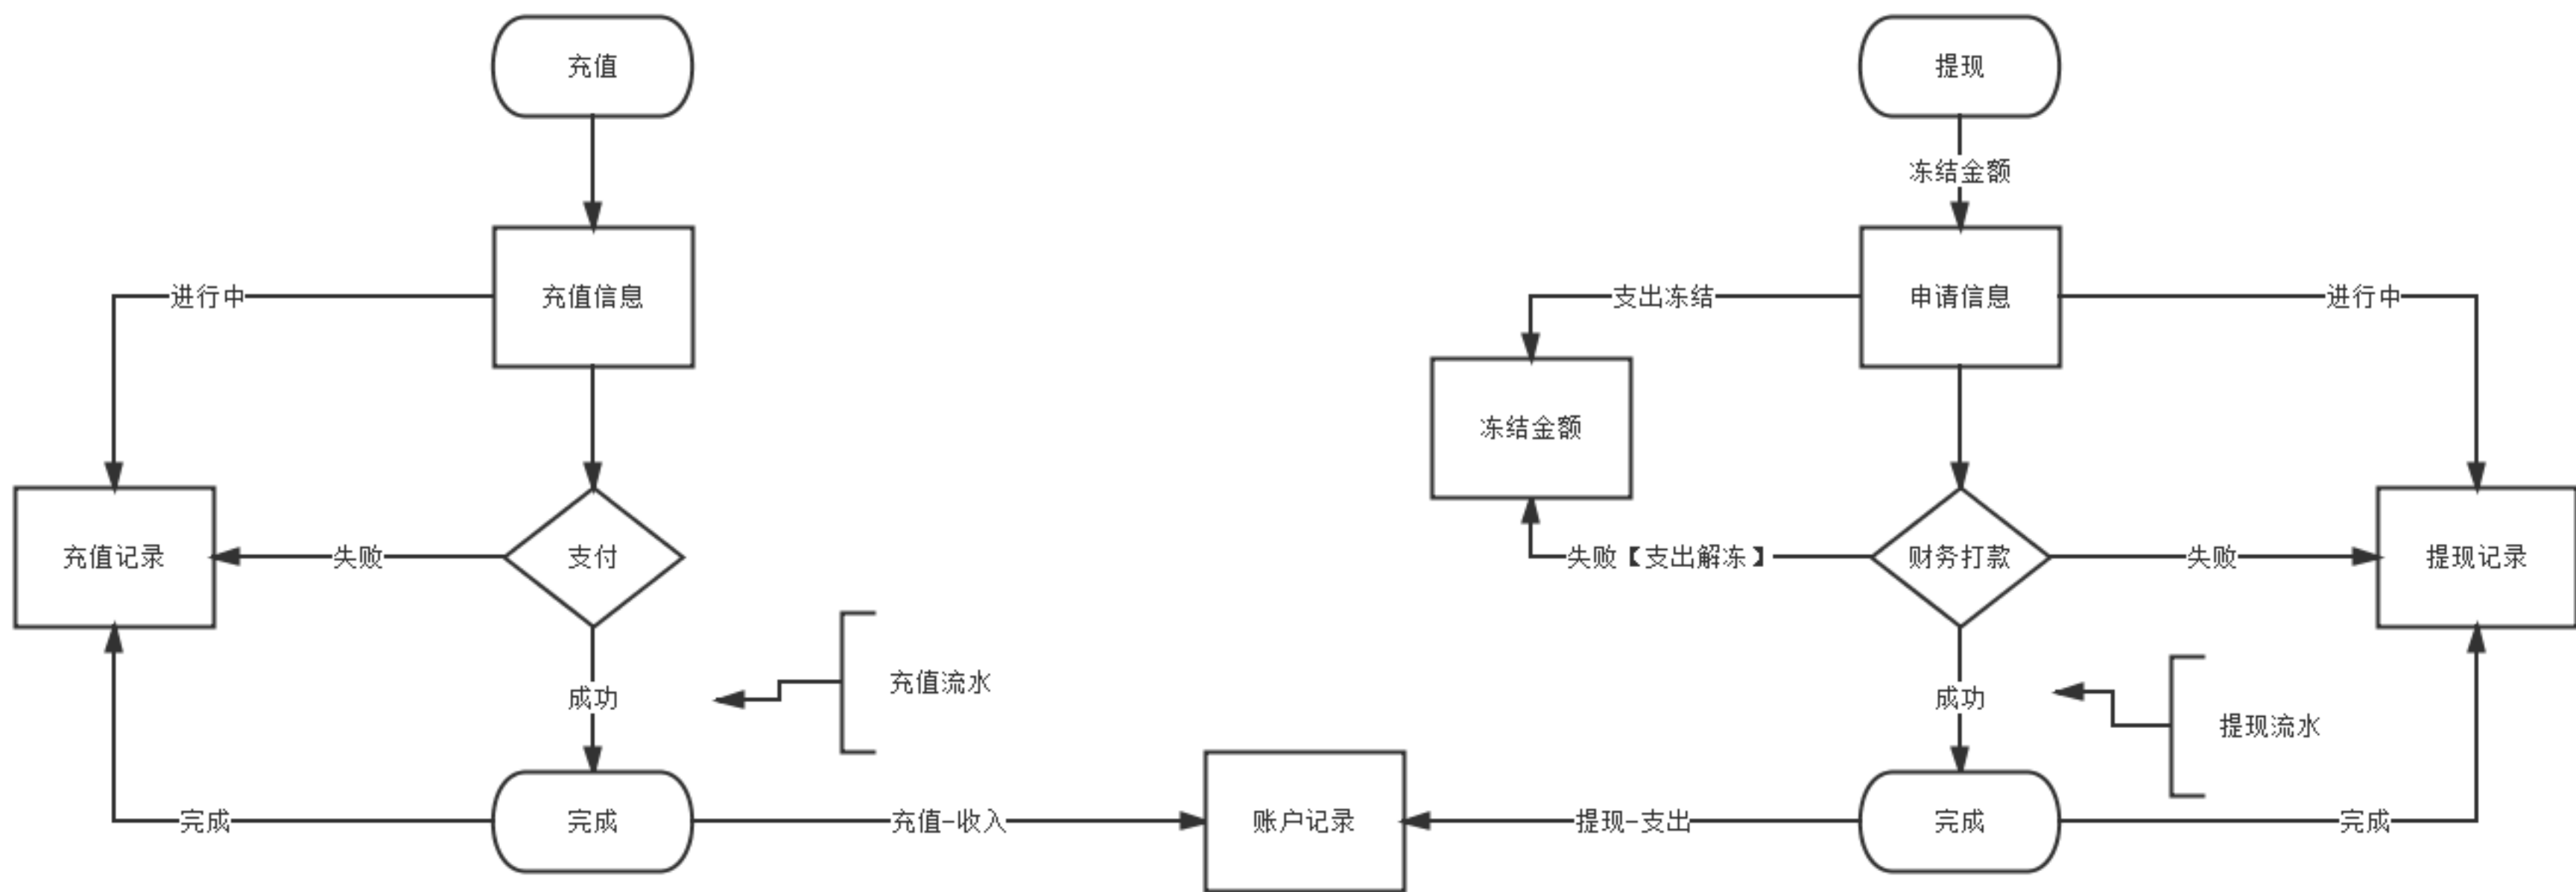 充值
提现
冻结金额
进行中
充值信息
支出冻结
申请信息
进行中
冻结金额
充值记录
失败
支付
失败【支出解冻】
财务打款
失败
提现记录
充值流水
成功
成功
提现流水
完成
完成
充值-收入
账户记录
提现-支出
完成
完成